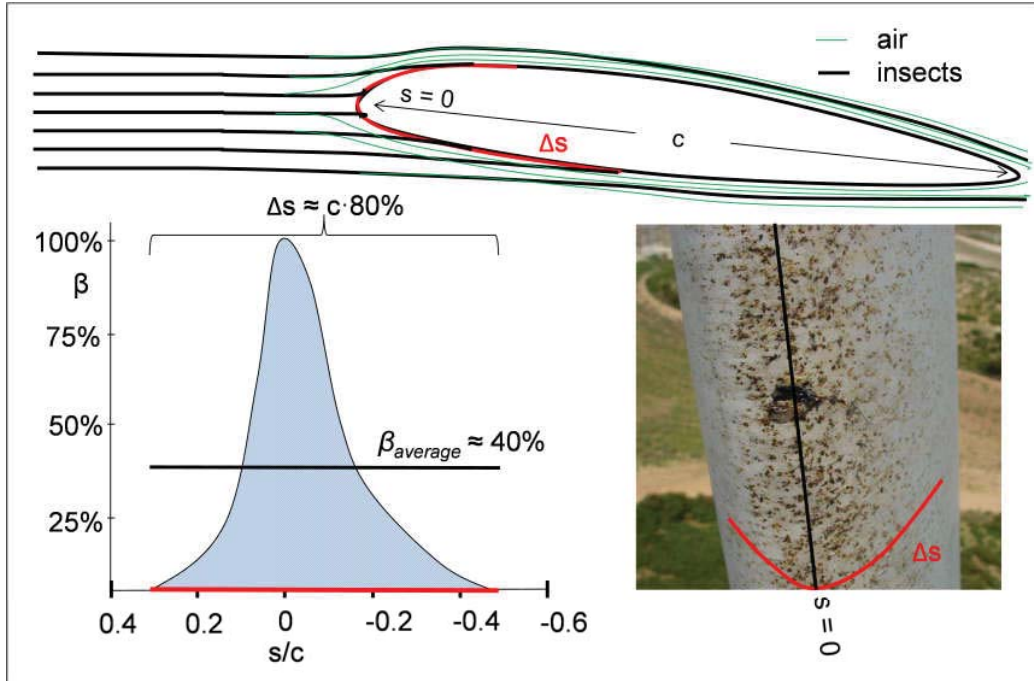 air
insects
s = 0
c
Δs
Δs ≈ c·80%
100%
β
75%
50%
25%
βaverage ≈ 40%
0.4
0.2
0
-0.2
-0.4
-0.6
s/c
Δs
s = 0